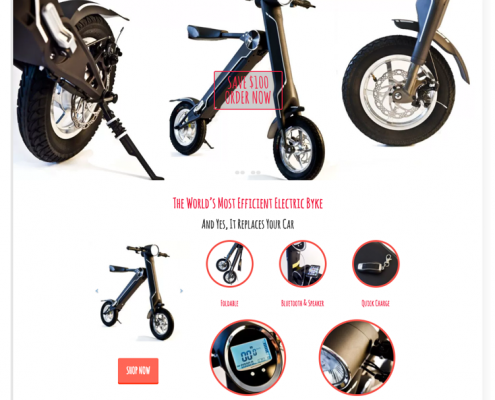 SAVE $100
ORDER NOW
The World's Most Efficient Electric Byke
And Yes, It Replaces Your Car
Foldable
Bluetooth & Speaker
Quick Charge
SHOP NOW